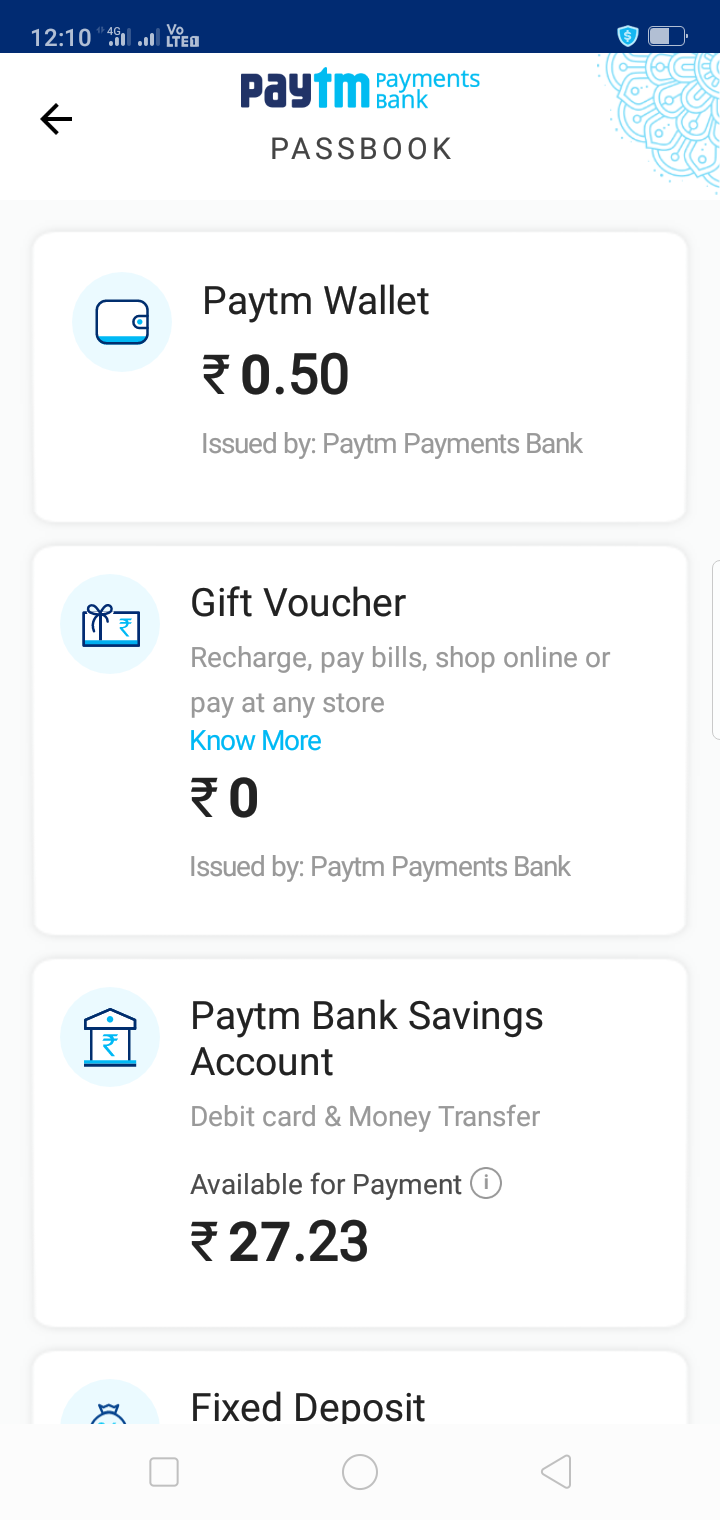 12:10 4G Vo LTE
paytm Payments Bank
PASSBOOK
Paytm Wallet
₹ 0.50
Issued by: Paytm Payments Bank
Gift Voucher
Recharge, pay bills, shop online or
pay at any store
Know More
₹ 0
Issued by: Paytm Payments Bank
Paytm Bank Savings
Account
Debit card & Money Transfer
Available for Payment
₹ 27.23
Fixed Deposit